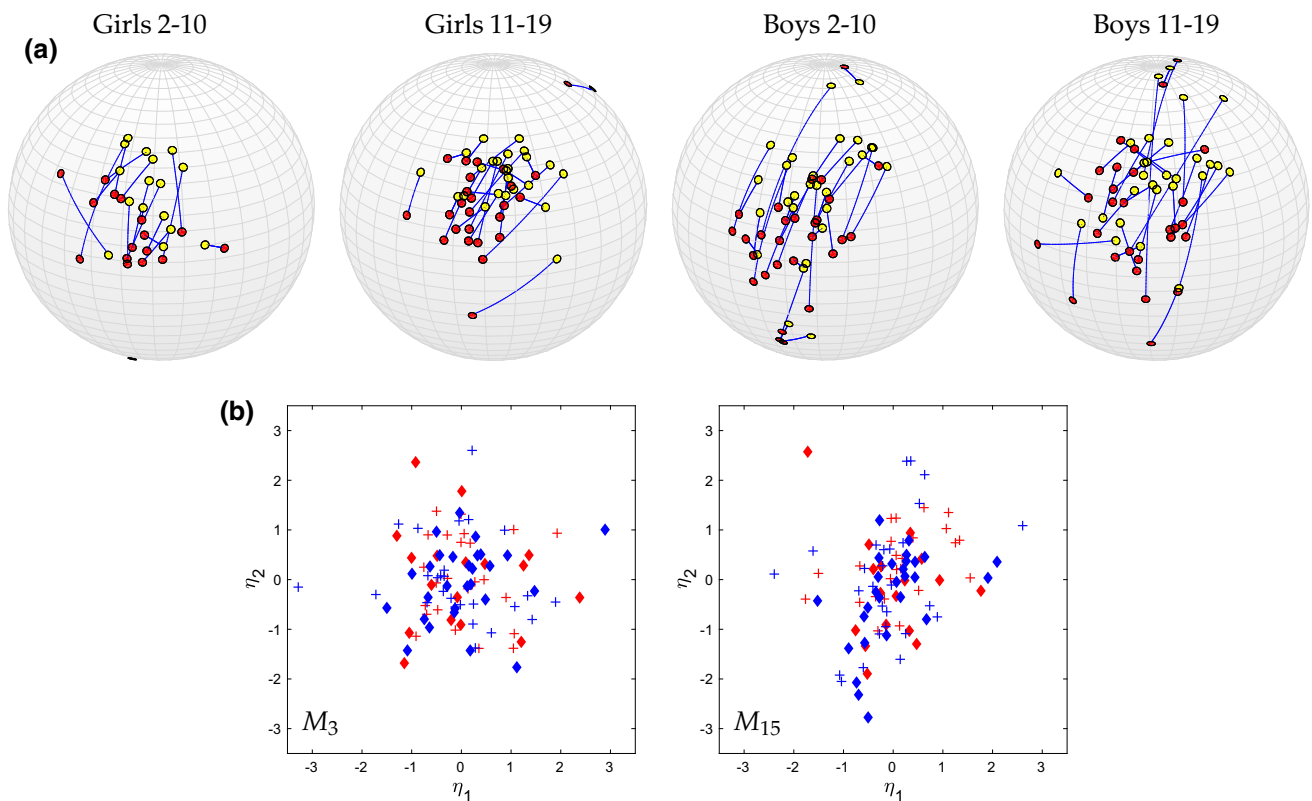 Girls 2-10 Girls 11-19 Boys 2-10 Boys 11-19
(a)
(b)
3 3
2 2
1 1
η2 0 η2 0
-1 -1
-2 -2
-3 M3 -3 M15
-3 -2 -1 0 1 2 3 -3 -2 -1 0 1 2 3
η1 η1